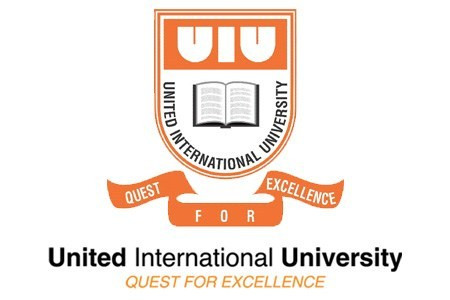 UIU
UNITED INTERNATIONAL UNIVERSITY
QUEST
FOR
EXCELLENCE
United International University
QUEST FOR EXCELLENCE